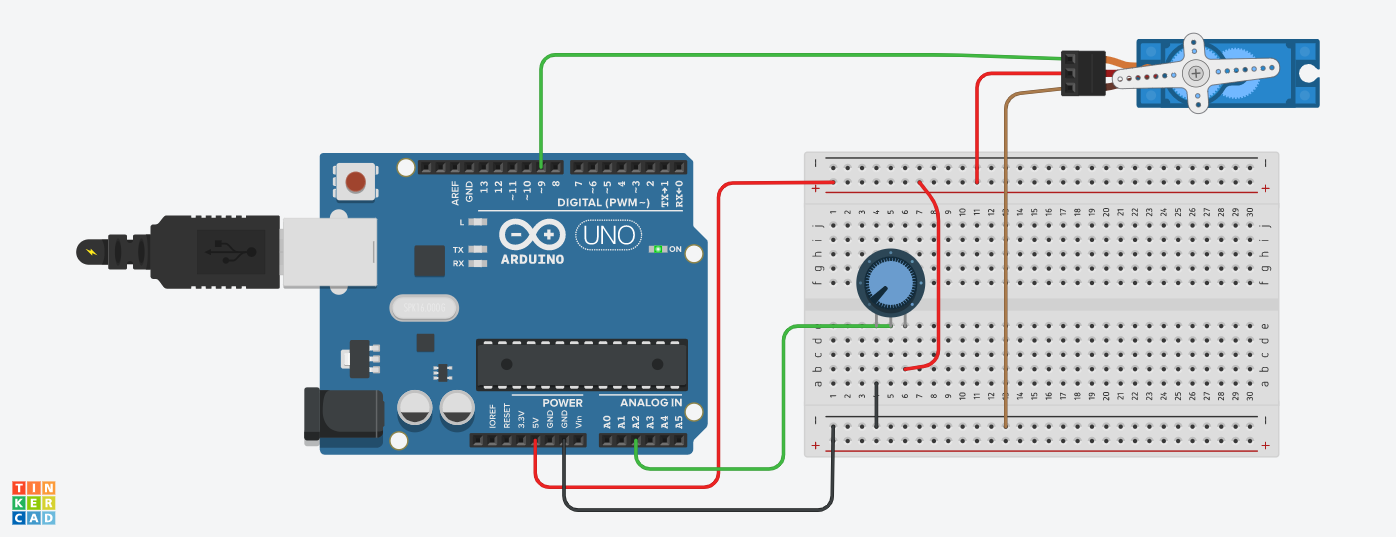 AREF
GND
13
12
~11
~10
~9
8
7
~6
~5
4
~3
2
TX→1
RX←0
DIGITAL (PWM~)
L
TX
RX
ARDUINO
UNO
ON
POWER
ANALOG IN
IOREF
RESET
3.3V
5V
GND
GND
Vin
A0
A1
A2
A3
A4
A5
− −
+ +
1 2 3 4 5 6 7 8 9 10 11 12 13 14 15 16 17 18 19 20 21 22 23 24 25 26 27 28 29 30
j j
i i
h h
g g
f f
e e
d d
c c
b b
a a
1 2 3 4 5 6 7 8 9 10 11 12 13 14 15 16 17 18 19 20 21 22 23 24 25 26 27 28 29 30
− −
+ +
TIN
KER
CAD